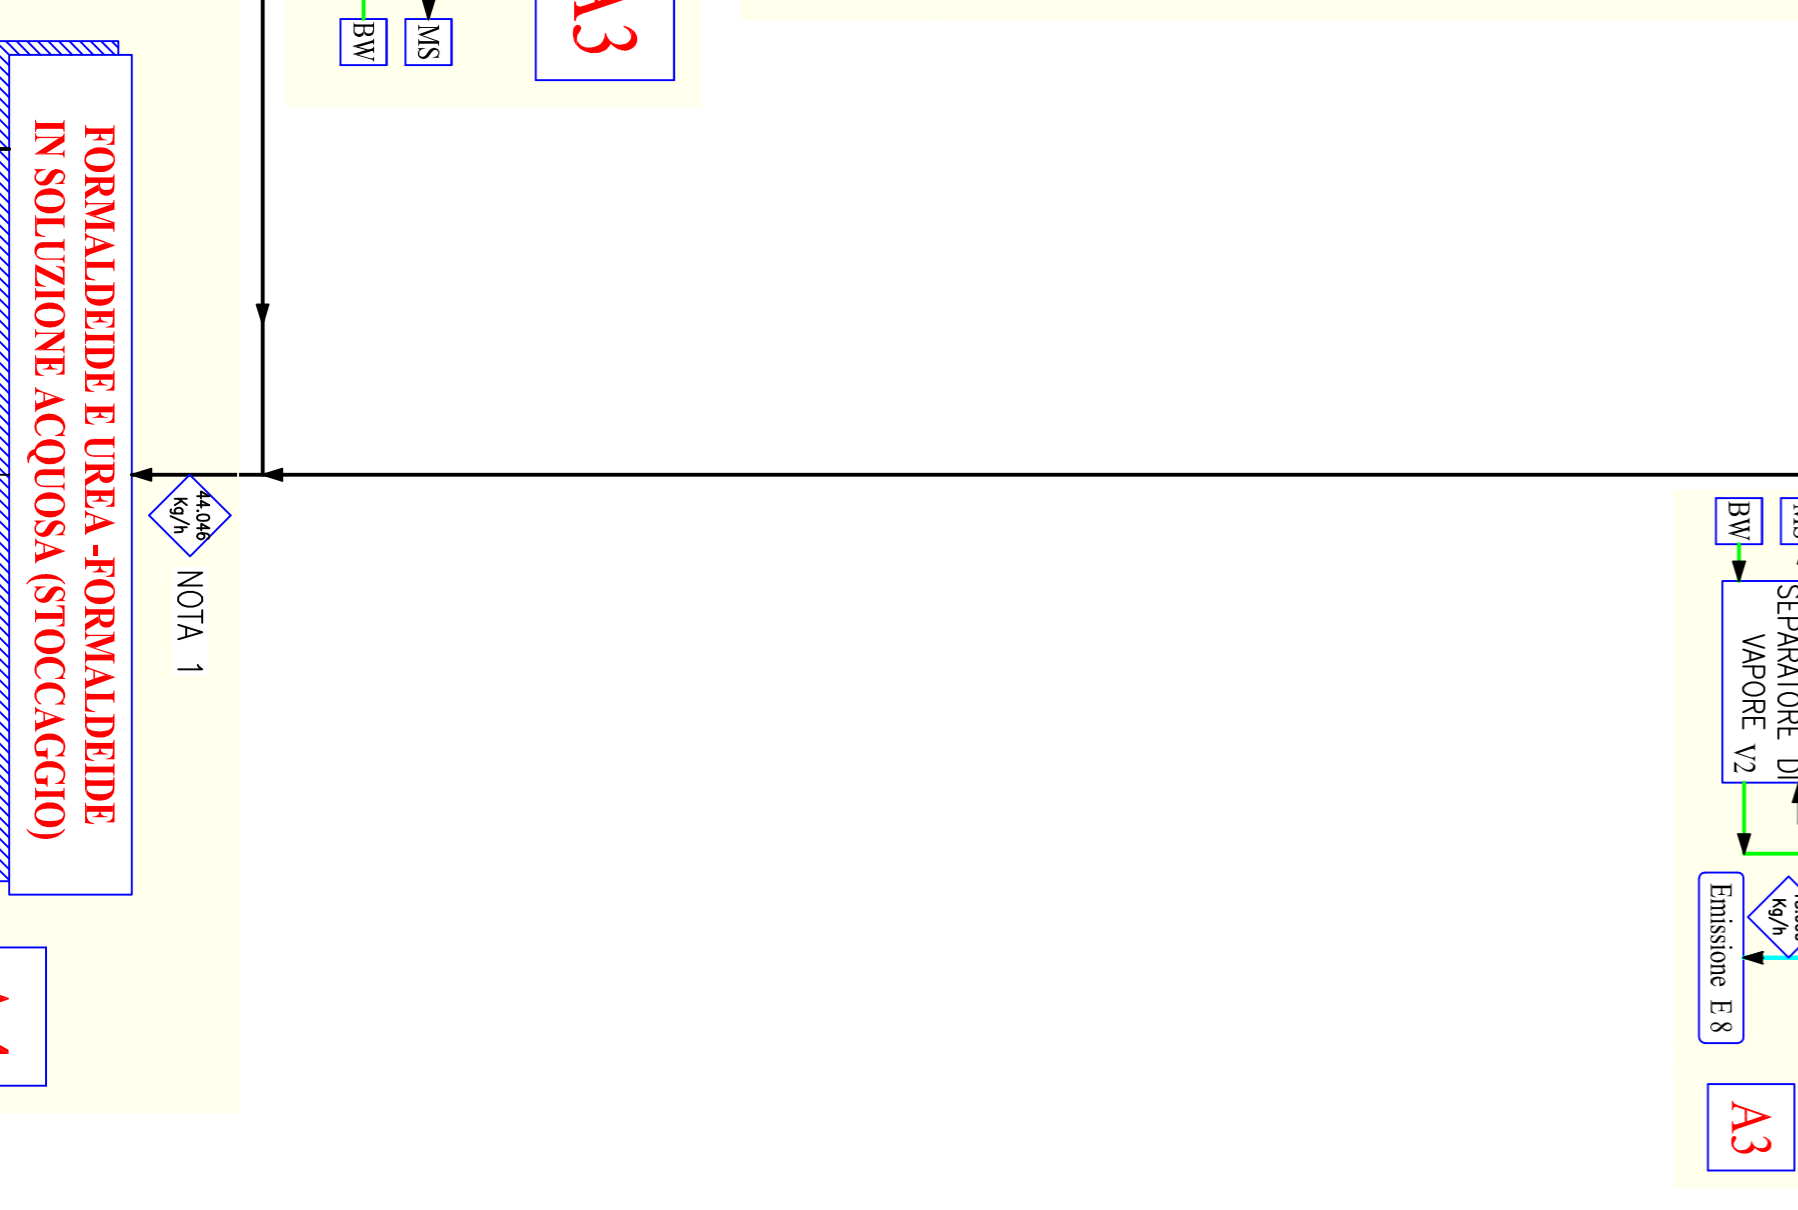 A3
BW
MS
FORMALDEIDE E UREA -FORMALDEIDE
IN SOLUZIONE ACQUOSA (STOCCAGGIO)
44.046
Kg/h
NOTA 1
BW
MS
SEPARATORE DI
VAPORE V2
Kg/h
Emissione E 8
A3